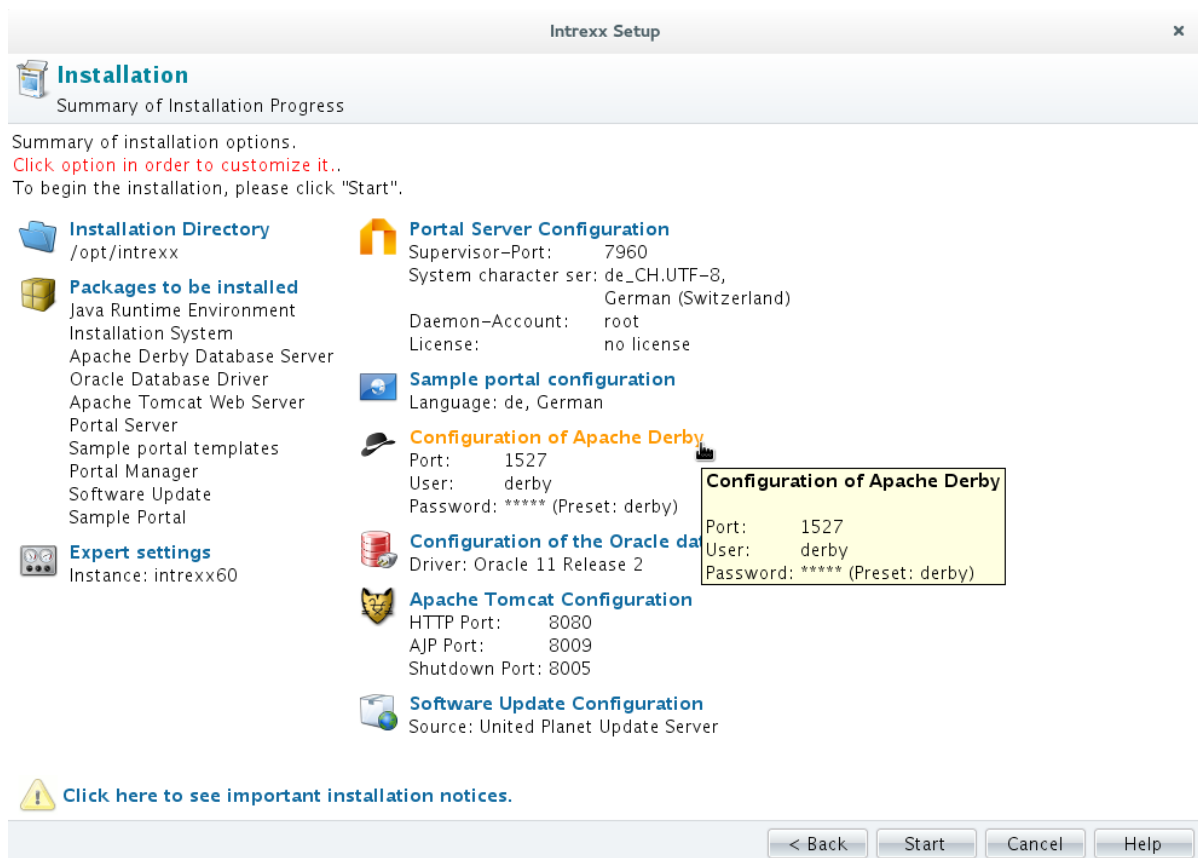 Intrexx Setup
Installation
Summary of Installation Progress
Summary of installation options.
Click option in order to customize it..
To begin the installation, please click "Start".
Installation Directory
/opt/intrexx
Packages to be installed
Java Runtime Environment
Installation System
Apache Derby Database Server
Oracle Database Driver
Apache Tomcat Web Server
Portal Server
Sample portal templates
Portal Manager
Software Update
Sample Portal
Expert settings
Instance: intrexx60
Portal Server Configuration
Supervisor-Port: 7960
System character ser: de_CH.UTF-8,
German (Switzerland)
Daemon-Account: root
License: no license
Sample portal configuration
Language: de, German
Configuration of Apache Derby
Port: 1527
User: derby
Password: ***** (Preset: derby)
Configuration of the Oracle dat
Driver: Oracle 11 Release 2
Apache Tomcat Configuration
HTTP Port: 8080
AJP Port: 8009
Shutdown Port: 8005
Software Update Configuration
Source: United Planet Update Server
Configuration of Apache Derby
Port: 1527
User: derby
Password: ***** (Preset: derby)
Click here to see important installation notices.
< Back Start Cancel Help